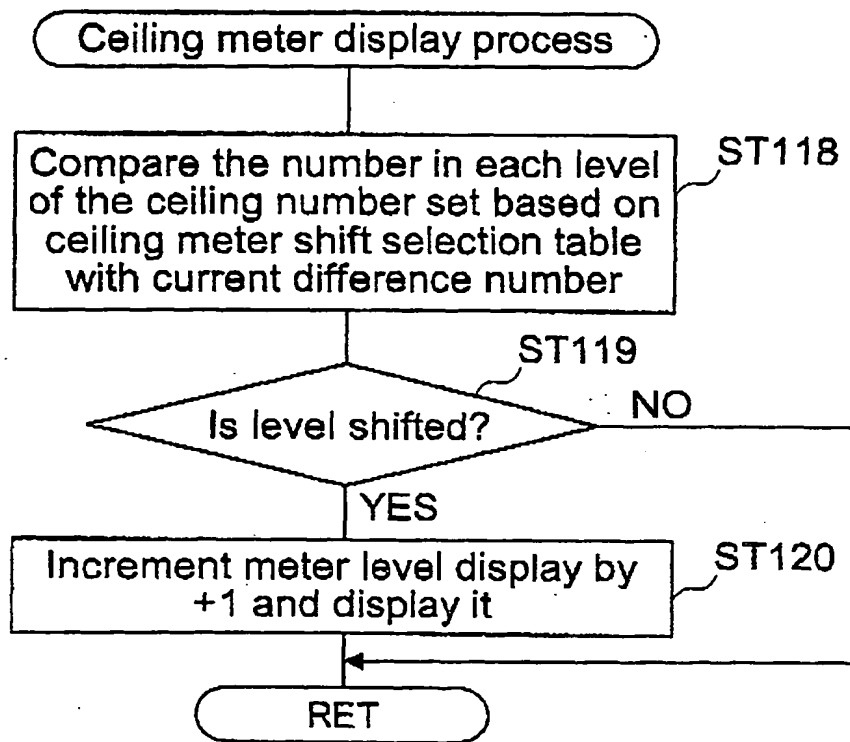 Ceiling meter display process
ST118
Compare the number in each level
of the ceiling number set based on
ceiling meter shift selection table
with current difference number
ST119
Is level shifted?
NO
YES
ST120
Increment meter level display by
+1 and display it
RET